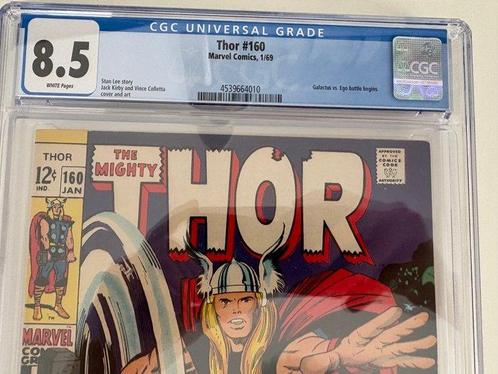 CGC UNIVERSAL GRADE
8.5
WHITE Pages
Thor #160
Marvel Comics, 1/69
Stan Lee story
Jack Kirby and Vince Colletta
cover and art
4539664010
Galactus vs. Ego battle begins
CGC
THOR
12¢
IND.
160
JAN
THE
MIGHTY
THOR
APPROVED
BY THE
COMICS
CODE
AUTHORITY
MARVEL
CO
GR